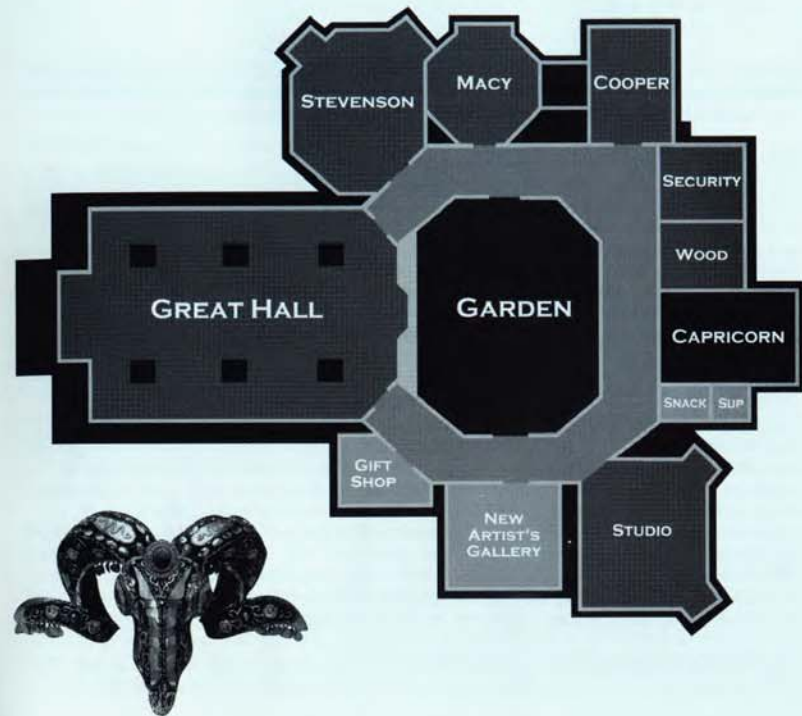 STEVENSON
MACY
COOPER
SECURITY
WOOD
GREAT HALL
GARDEN
CAPRICORN
SNACK
SUP
GIFT
SHOP
NEW
ARTIST'S
GALLERY
STUDIO